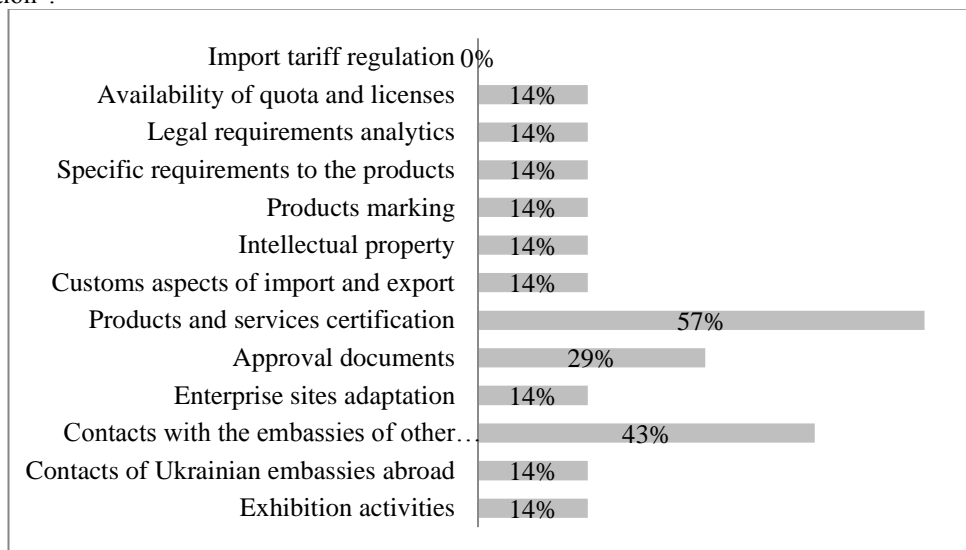 Import tariff regulation 0%
Availability of quota and licenses 14%
Legal requirements analytics 14%
Specific requirements to the products 14%
Products marking 14%
Intellectual property 14%
Customs aspects of import and export 14%
Products and services certification 57%
Approval documents 29%
Enterprise sites adaptation 14%
Contacts with the embassies of other… 43%
Contacts of Ukrainian embassies abroad 14%
Exhibition activities 14%